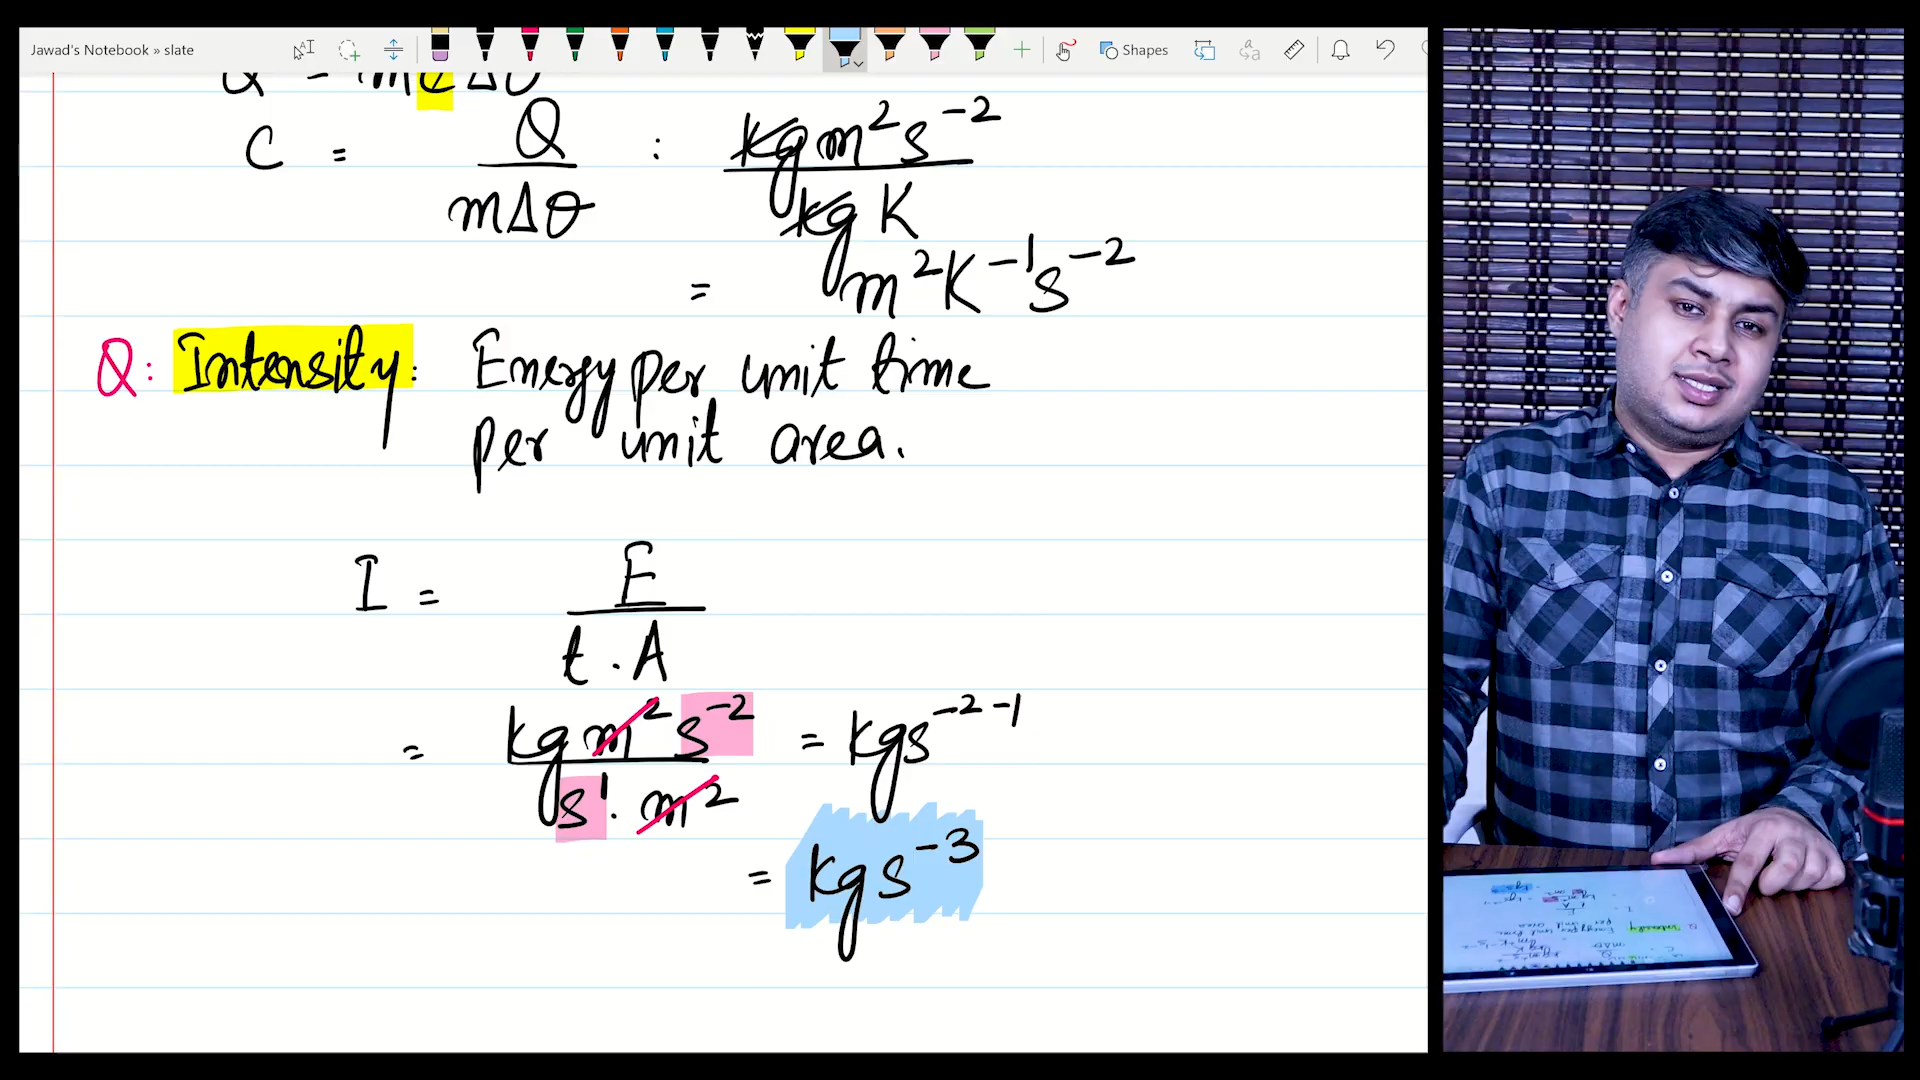 Jawad's Notebook » slate
Shapes
Q = mcΔθ
C = Q / mΔθ : kg m² s⁻² / kg K
= m² K⁻¹ s⁻²
Q: Intensity: Energy per unit time
per unit area.
I = E / t . A
= kg m² s⁻² / s¹ . m² = kg s⁻²⁻¹
= kg s⁻³